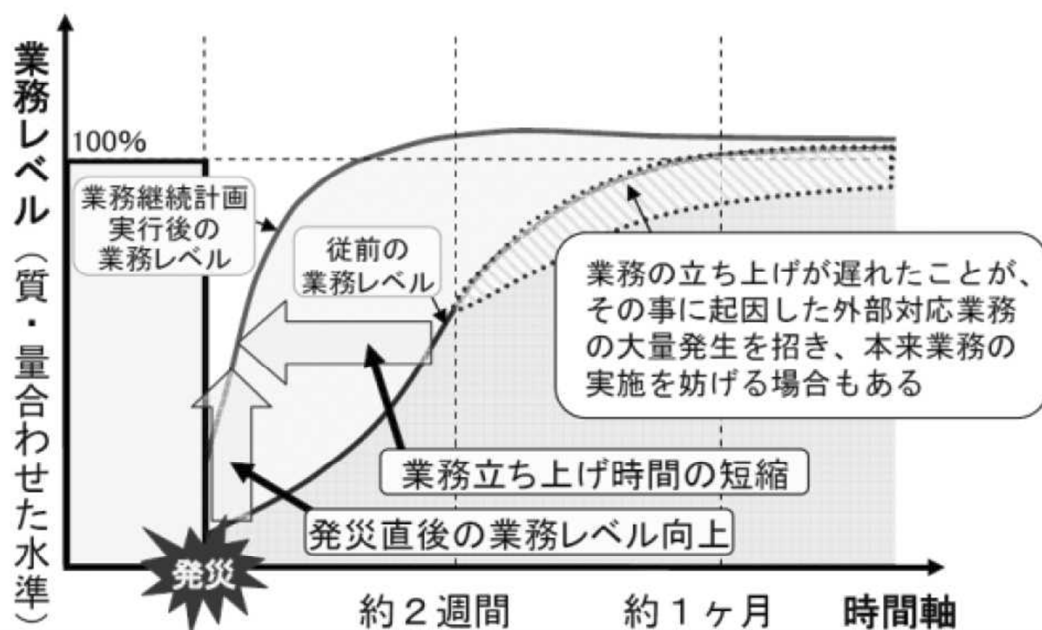 業務レベル（質・量合わせた水準）
100%
業務継続計画
実行後の
業務レベル
従前の
業務レベル
業務の立ち上げが遅れたことが、
その事に起因した外部対応業務
の大量発生を招き、本来業務の
実施を妨げる場合もある
業務立ち上げ時間の短縮
発災直後の業務レベル向上
発災
約２週間
約１ヶ月
時間軸